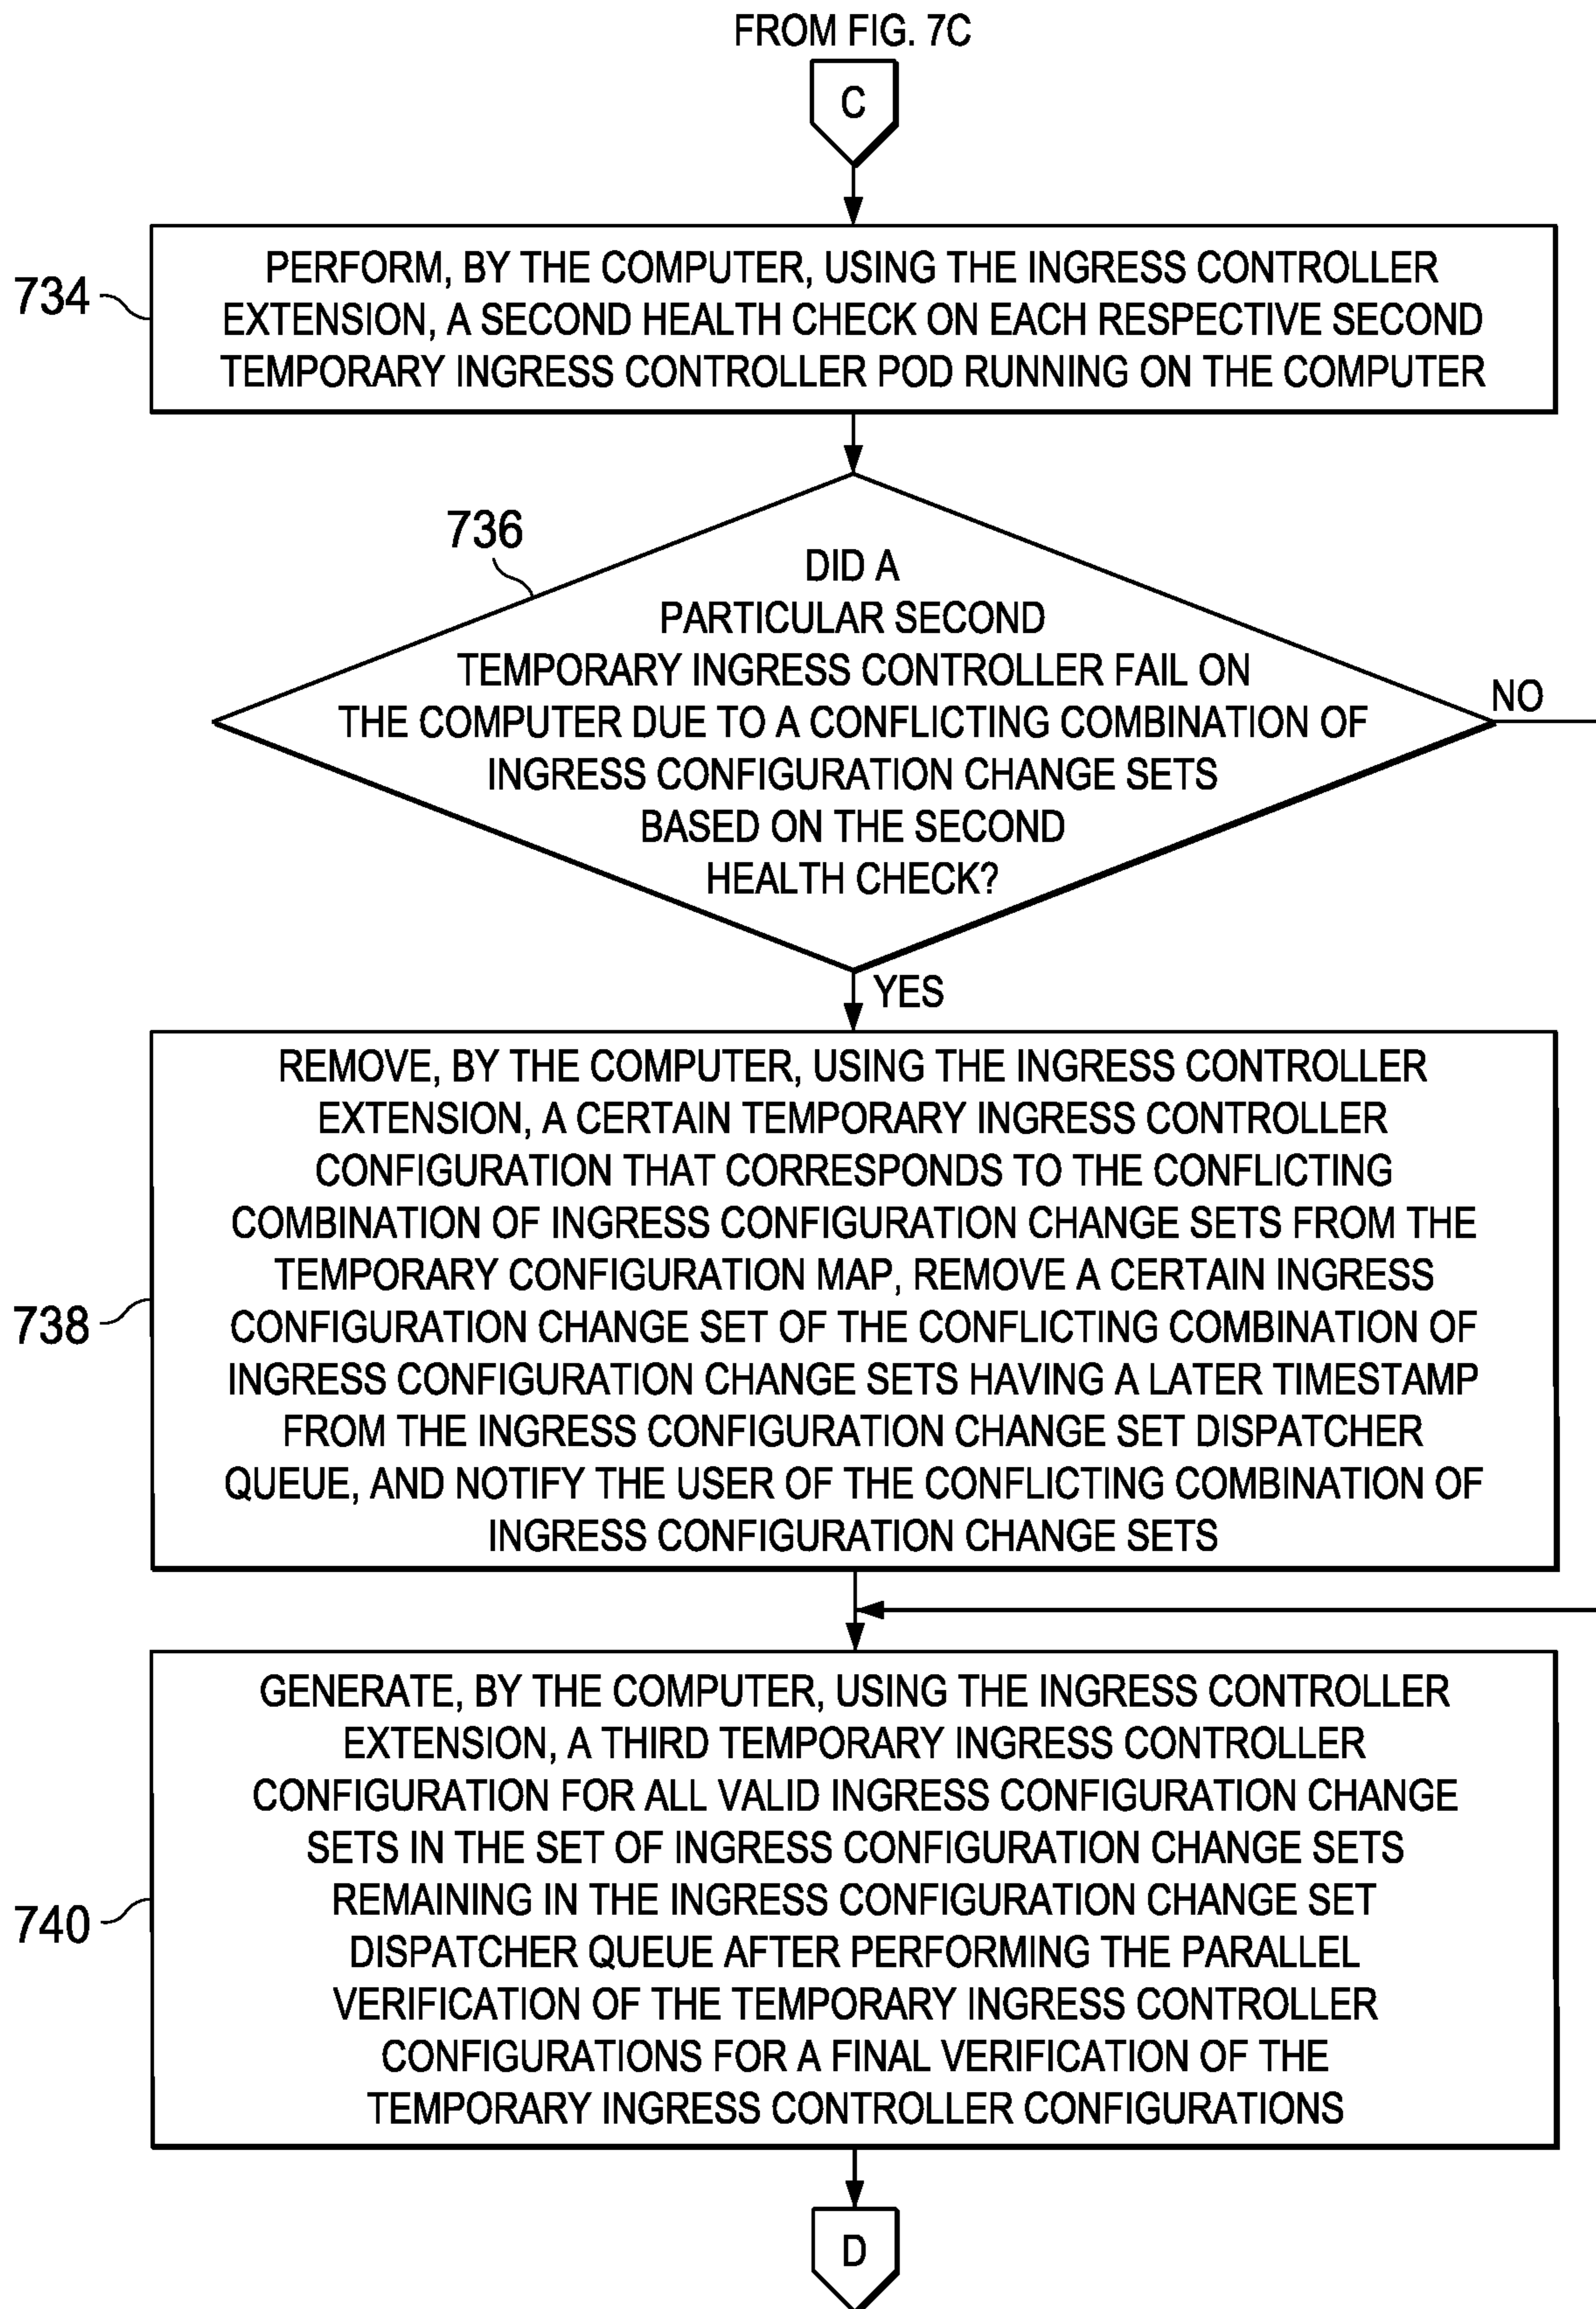 FROM FIG. 7C
C
734
PERFORM, BY THE COMPUTER, USING THE INGRESS CONTROLLER
EXTENSION, A SECOND HEALTH CHECK ON EACH RESPECTIVE SECOND
TEMPORARY INGRESS CONTROLLER POD RUNNING ON THE COMPUTER
736
DID A
PARTICULAR SECOND
TEMPORARY INGRESS CONTROLLER FAIL ON
THE COMPUTER DUE TO A CONFLICTING COMBINATION OF
INGRESS CONFIGURATION CHANGE SETS
BASED ON THE SECOND
HEALTH CHECK?
NO
YES
738
REMOVE, BY THE COMPUTER, USING THE INGRESS CONTROLLER
EXTENSION, A CERTAIN TEMPORARY INGRESS CONTROLLER
CONFIGURATION THAT CORRESPONDS TO THE CONFLICTING
COMBINATION OF INGRESS CONFIGURATION CHANGE SETS FROM THE
TEMPORARY CONFIGURATION MAP, REMOVE A CERTAIN INGRESS
CONFIGURATION CHANGE SET OF THE CONFLICTING COMBINATION OF
INGRESS CONFIGURATION CHANGE SETS HAVING A LATER TIMESTAMP
FROM THE INGRESS CONFIGURATION CHANGE SET DISPATCHER
QUEUE, AND NOTIFY THE USER OF THE CONFLICTING COMBINATION OF
INGRESS CONFIGURATION CHANGE SETS
740
GENERATE, BY THE COMPUTER, USING THE INGRESS CONTROLLER
EXTENSION, A THIRD TEMPORARY INGRESS CONTROLLER
CONFIGURATION FOR ALL VALID INGRESS CONFIGURATION CHANGE
SETS IN THE SET OF INGRESS CONFIGURATION CHANGE SETS
REMAINING IN THE INGRESS CONFIGURATION CHANGE SET
DISPATCHER QUEUE AFTER PERFORMING THE PARALLEL
VERIFICATION OF THE TEMPORARY INGRESS CONTROLLER
CONFIGURATIONS FOR A FINAL VERIFICATION OF THE
TEMPORARY INGRESS CONTROLLER CONFIGURATIONS
D